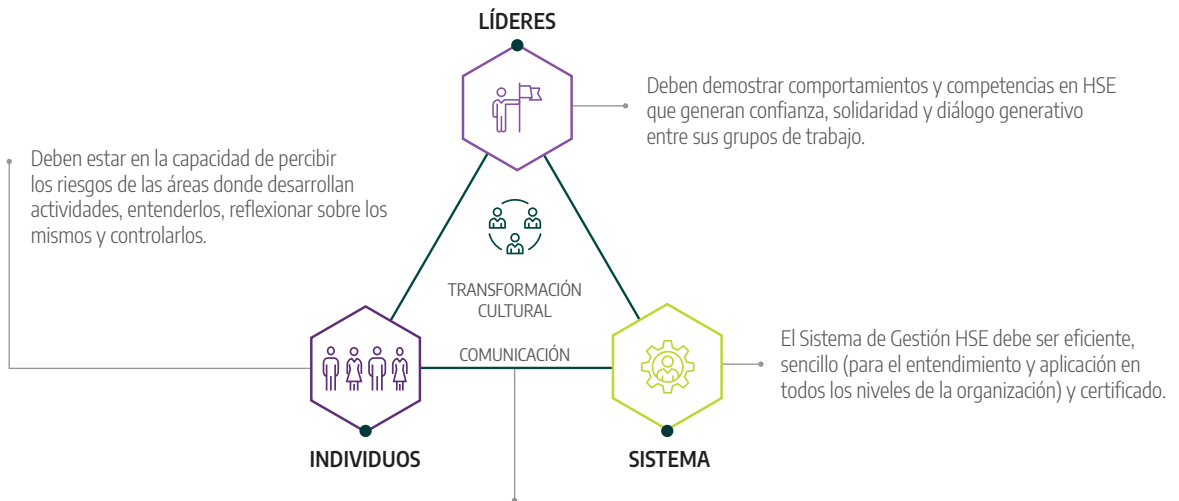 LÍDERES
Deben demostrar comportamientos y competencias en HSE
que generan confianza, solidaridad y diálogo generativo
entre sus grupos de trabajo.
Deben estar en la capacidad de percibir
los riesgos de las áreas donde desarrollan
actividades, entenderlos, reflexionar sobre los
mismos y controlarlos.
TRANSFORMACIÓN
CULTURAL
COMUNICACIÓN
El Sistema de Gestión HSE debe ser eficiente,
sencillo (para el entendimiento y aplicación en
todos los niveles de la organización) y certificado.
INDIVIDUOS
SISTEMA